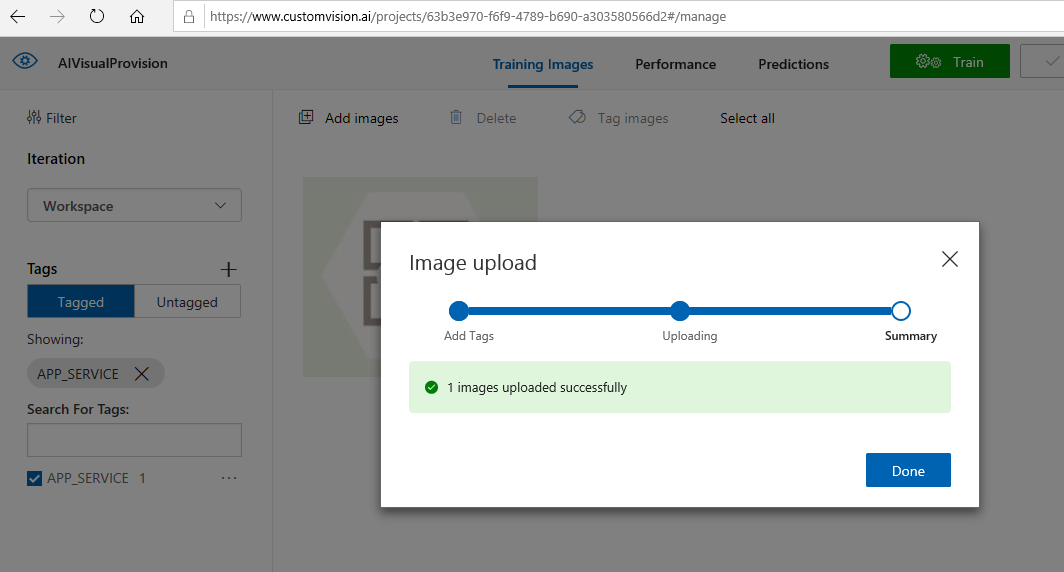 https://www.customvision.ai/projects/63b3e970-f6f9-4789-b690-a303580566d2#/manage
AIVisualProvision
Training Images
Performance
Predictions
Train
Filter
Add images
Delete
Tag images
Select all
Iteration
Workspace
Tags
Tagged
Untagged
Showing:
APP_SERVICE
Search For Tags:
APP_SERVICE 1
Image upload
Add Tags
Uploading
Summary
1 images uploaded successfully
Done